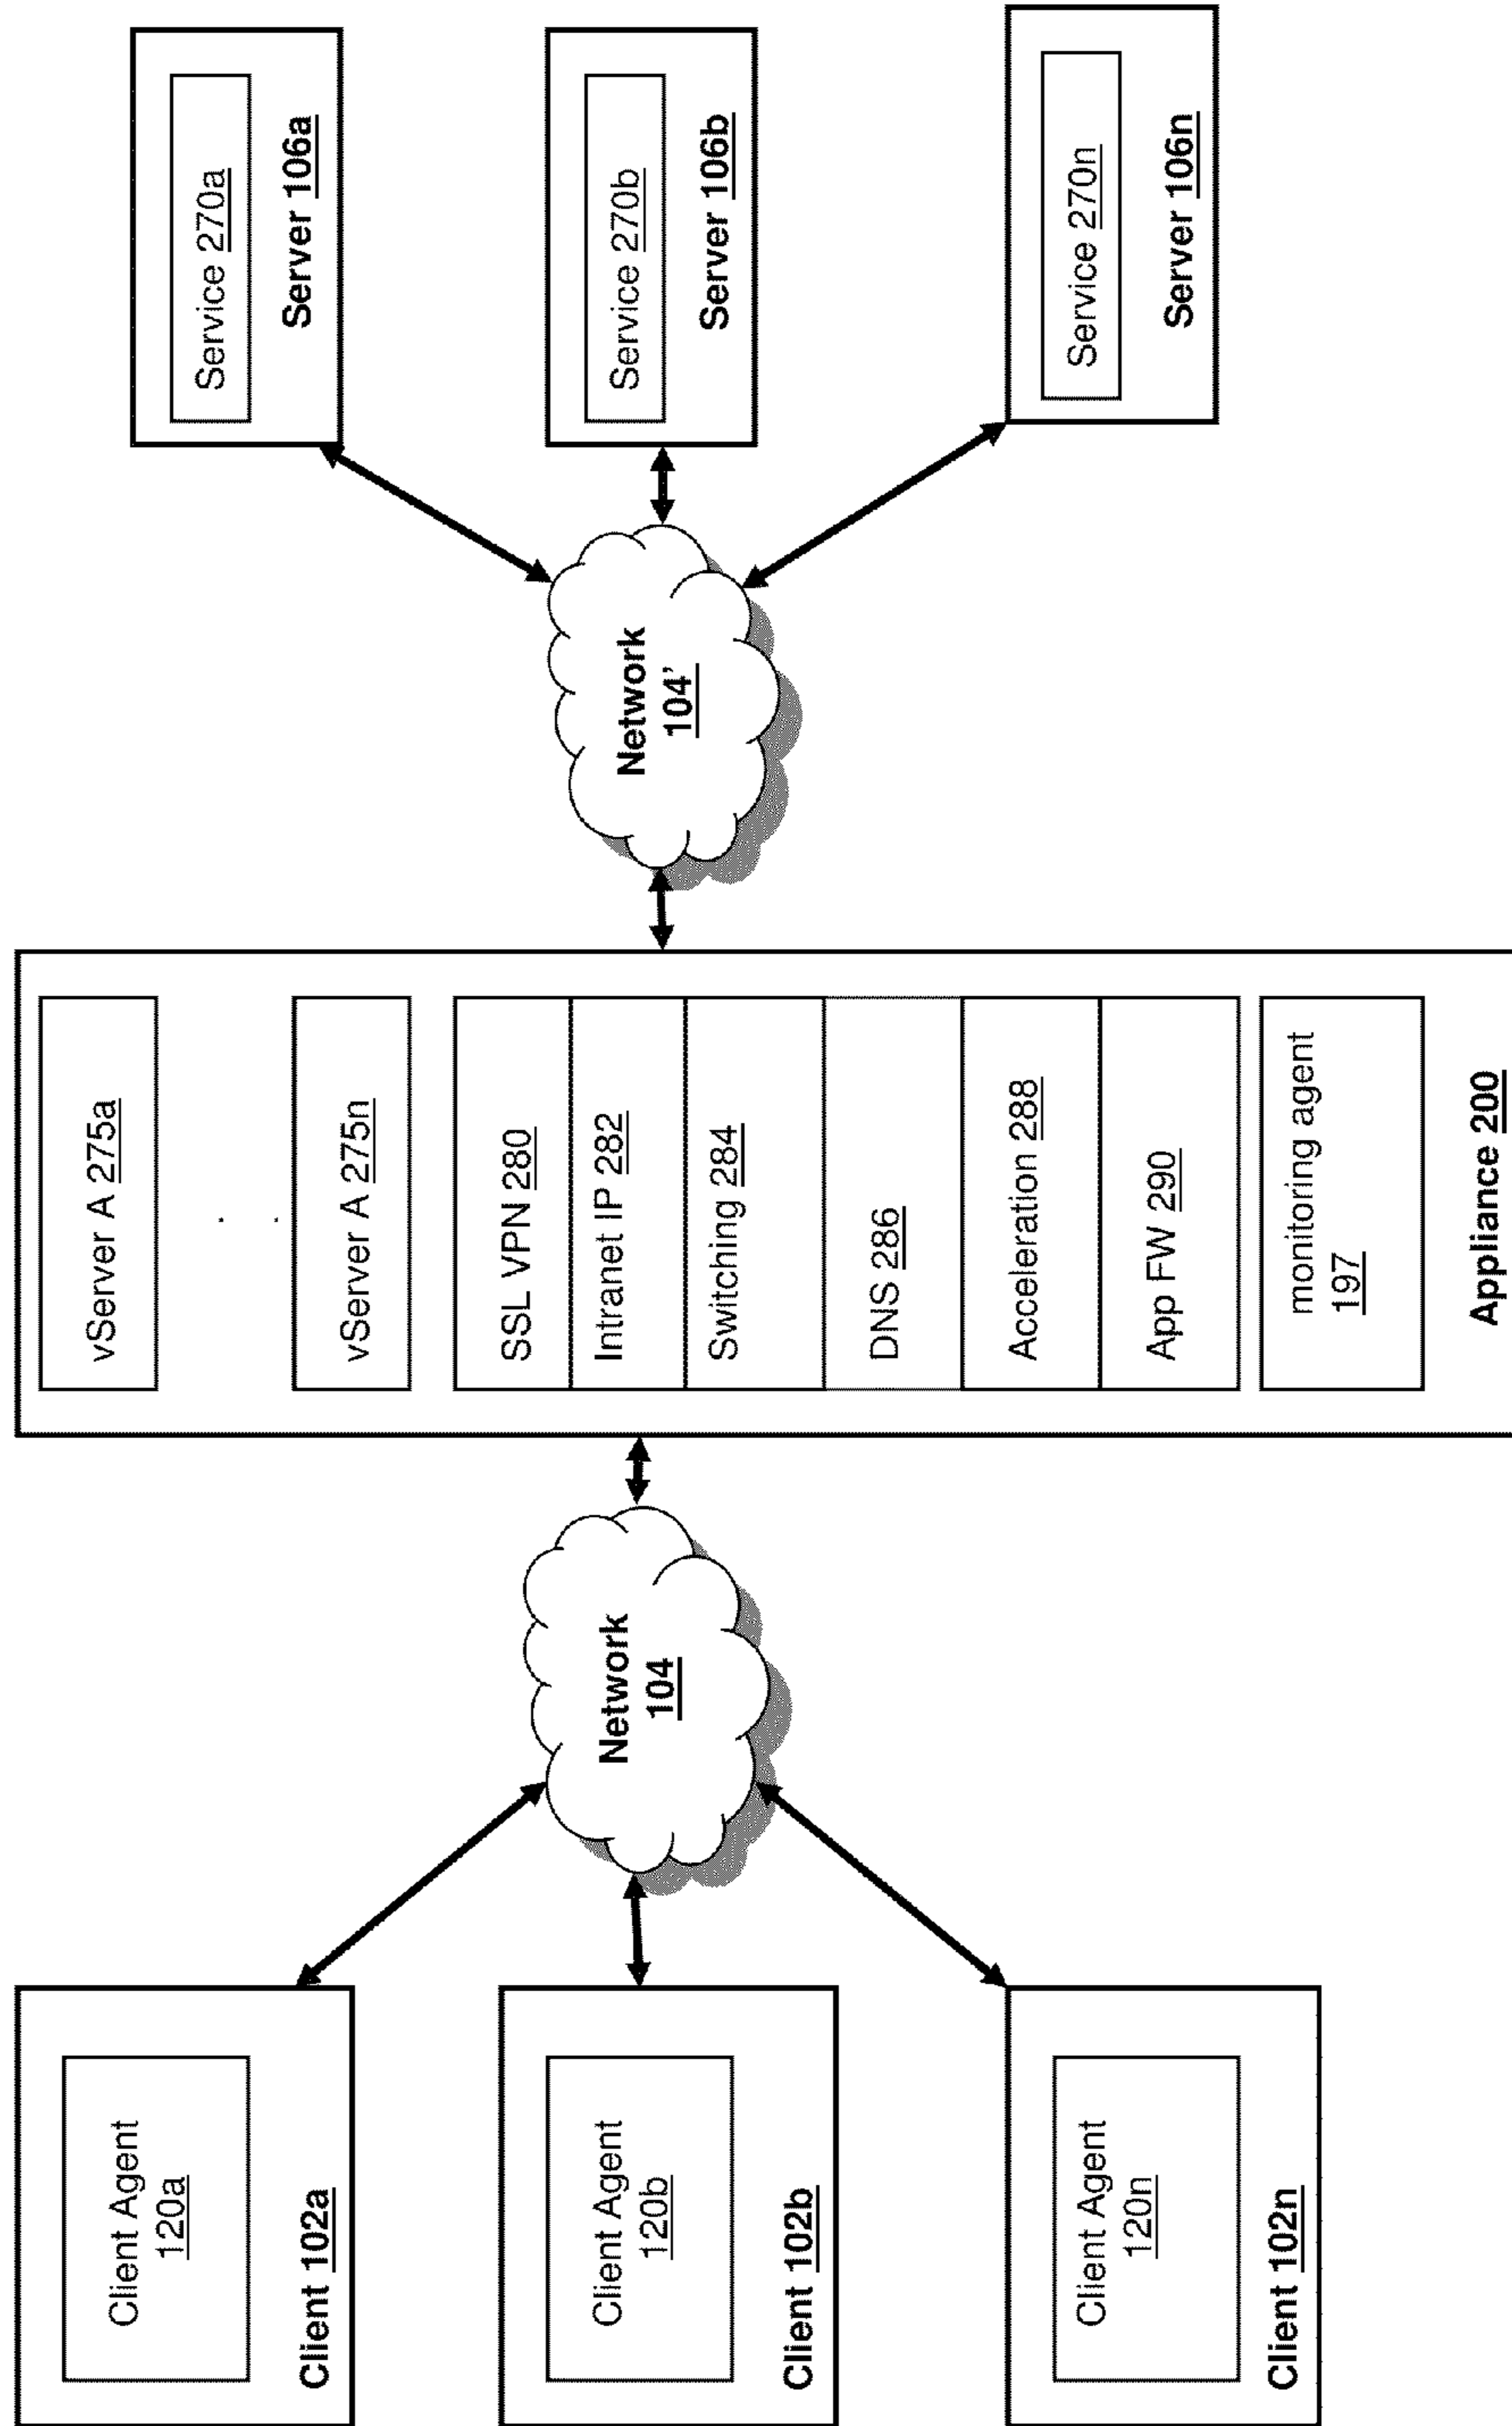 Client Agent
120a
Client 102a
Client Agent
120b
Client 102b
Client Agent
120n
Client 102n
Network
104
vServer A 275a
. .
vServer A 275n
SSL VPN 280
Intranet IP 282
Switching 284
DNS 286
Acceleration 288
App FW 290
monitoring agent
197
Appliance 200
Network
104'
Service 270a
Server 106a
Service 270b
Server 106b
Service 270n
Server 106n